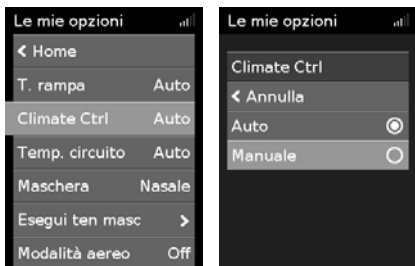 Le mie opzioni
< Home
T. rampa Auto
Climate Ctrl Auto
Temp. circuito Auto
Maschera Nasale
Esegui ten masc >
Modalità aereo Off
Le mie opzioni
Climate Ctrl
< Annulla
Auto
Manuale